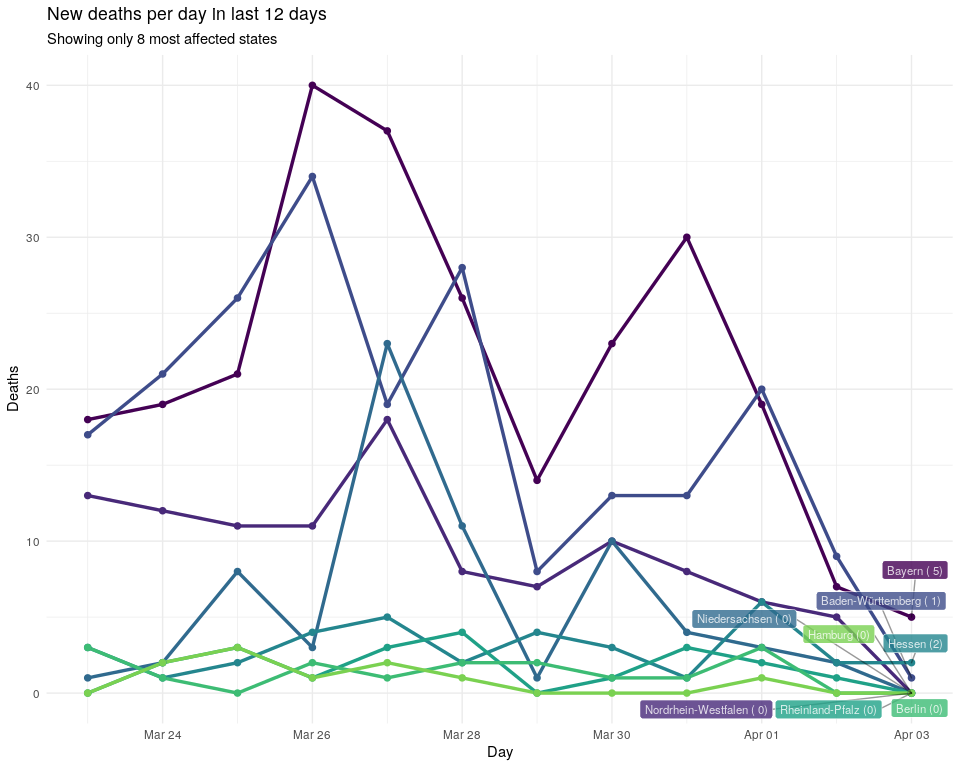 New deaths per day in last 12 days
Showing only 8 most affected states
40
30
20
10
0
Deaths
Bayern ( 5)
Baden-Württemberg ( 1)
Niedersachsen ( 0)
Hamburg (0)
Hessen (2)
Nordrhein-Westfalen ( 0)
Rheinland-Pfalz (0)
Berlin (0)
Mar 24
Mar 26
Mar 28
Mar 30
Apr 01
Apr 03
Day